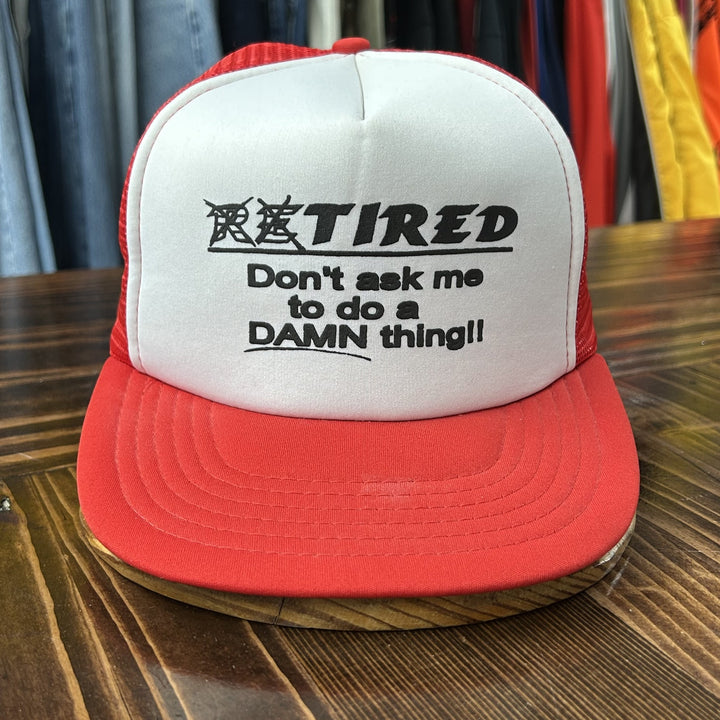 RETIRED
Don't ask me
to do a
DAMN thing!!